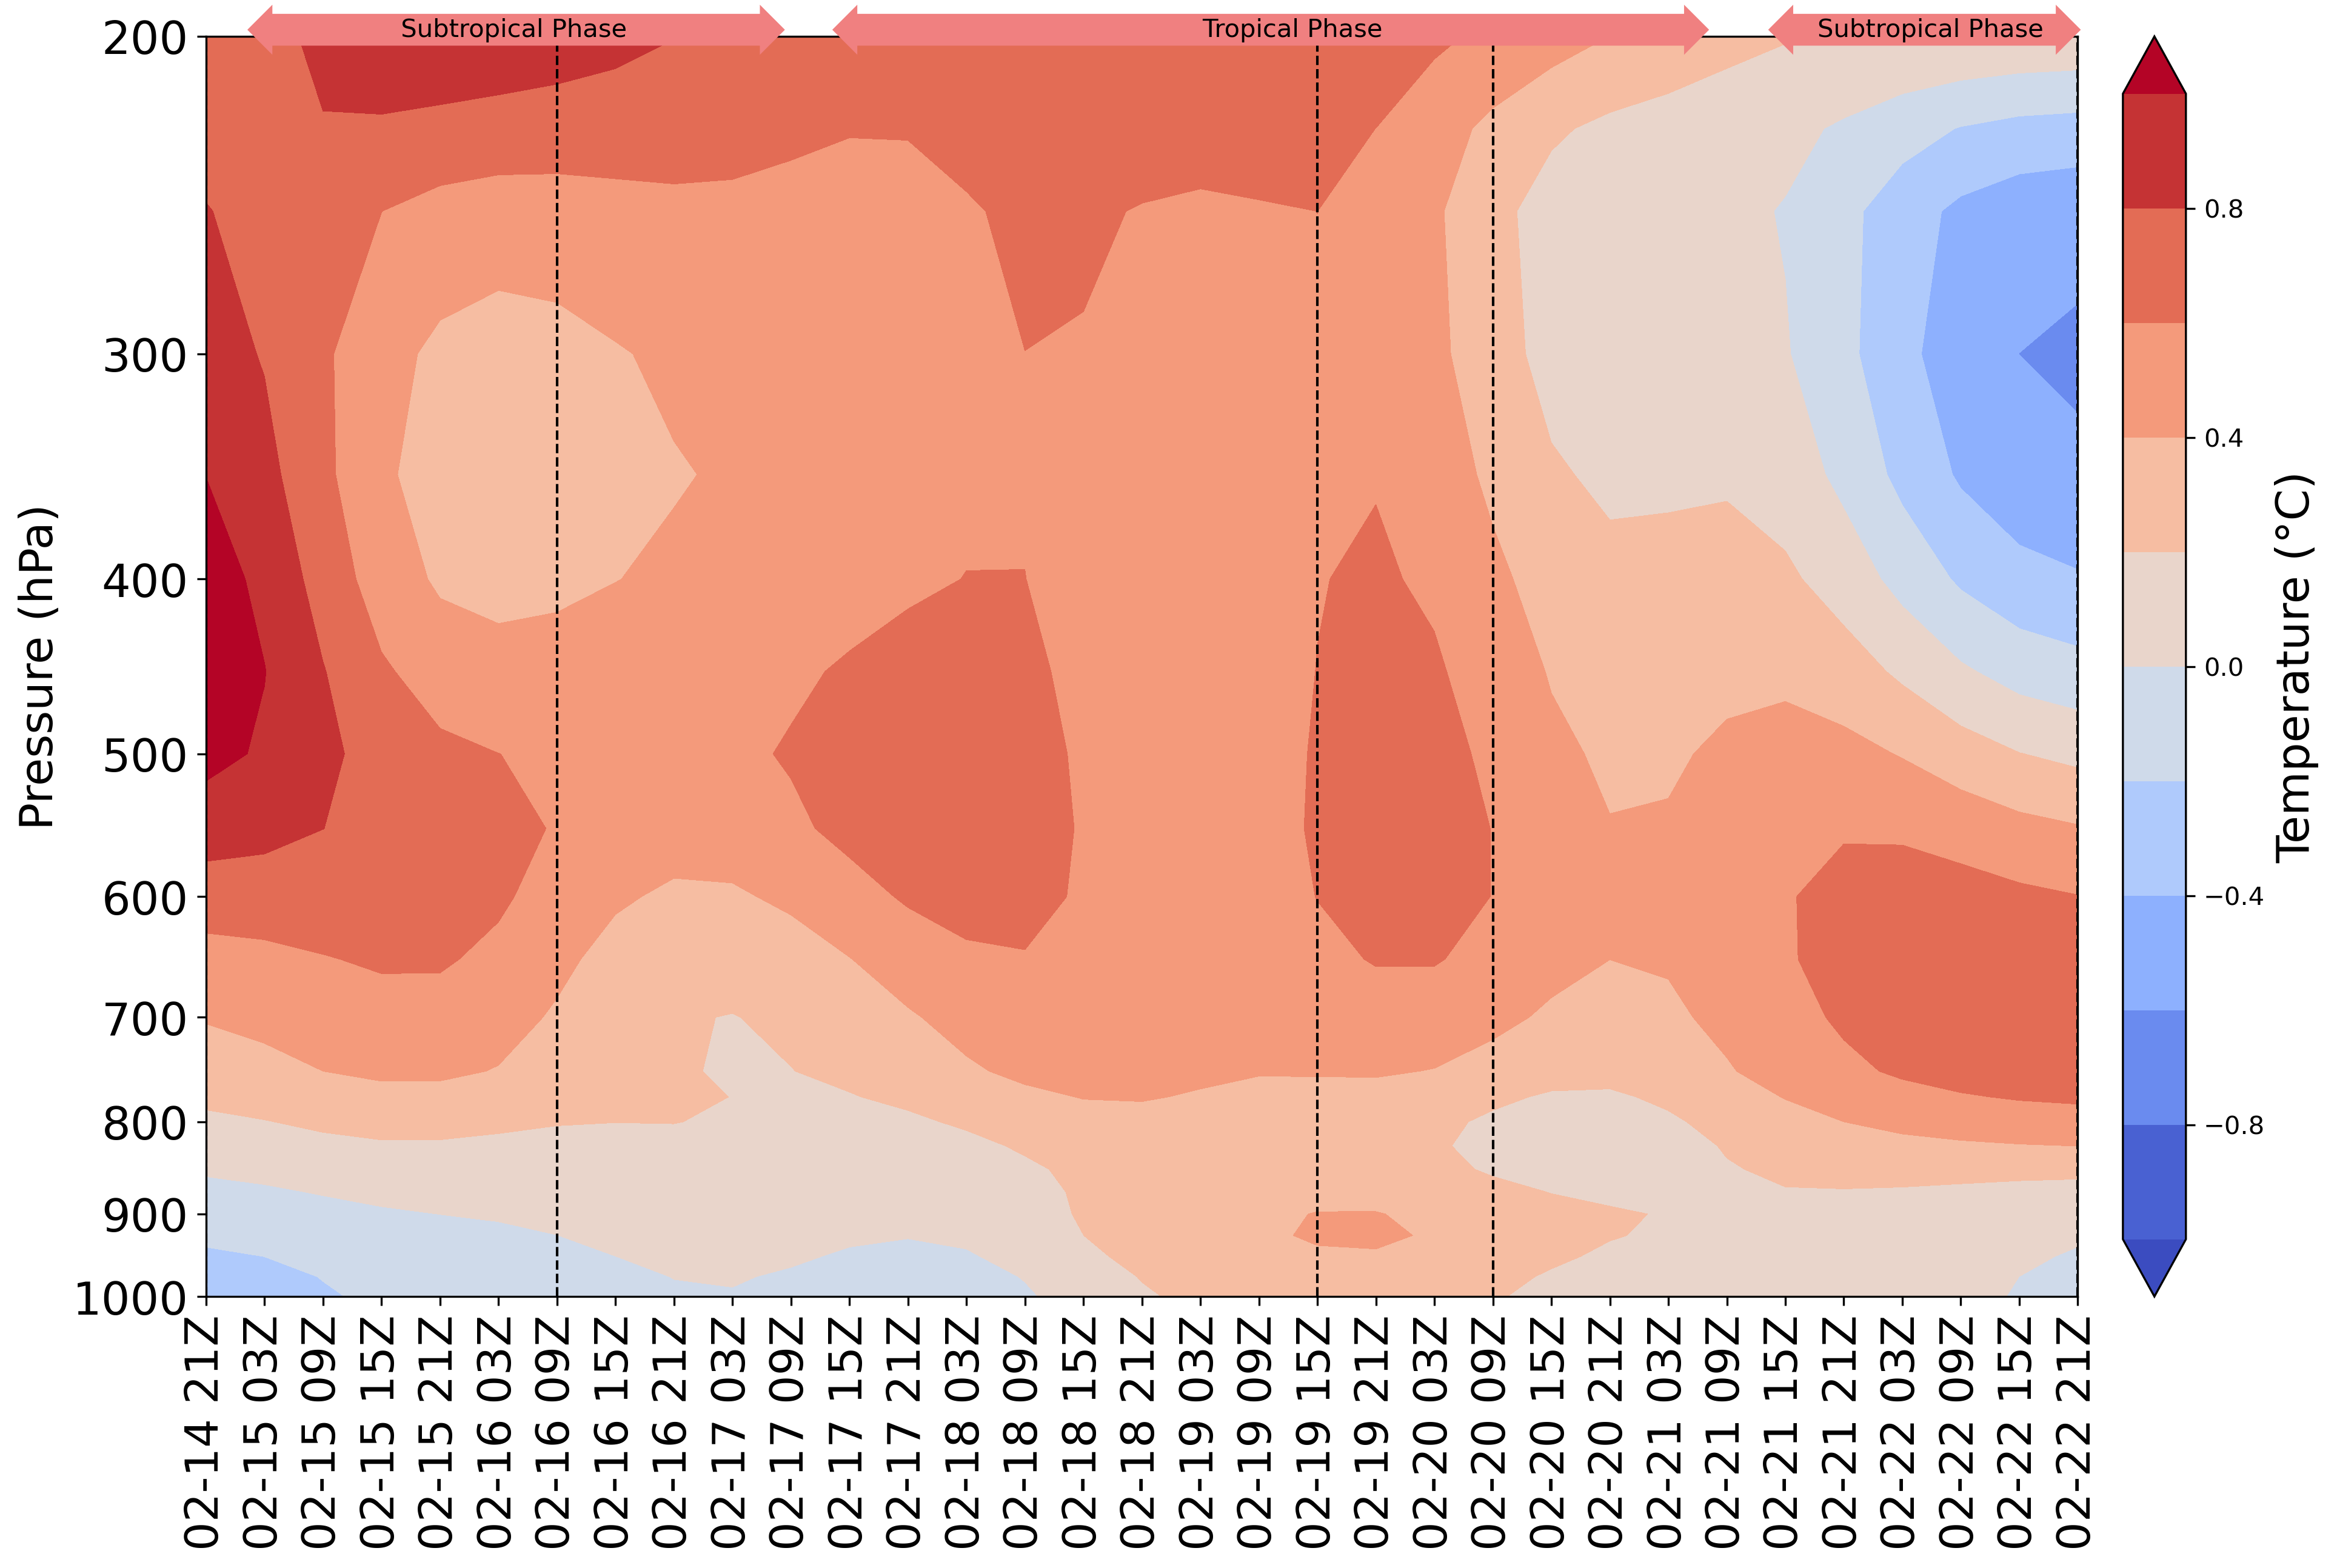 Subtropical Phase
Tropical Phase
Subtropical Phase
200
300
400
500
600
700
800
900
1000
Pressure (hPa)
02-14 21Z
02-15 03Z
02-15 09Z
02-15 15Z
02-15 21Z
02-16 03Z
02-16 09Z
02-16 15Z
02-16 21Z
02-17 03Z
02-17 09Z
02-17 15Z
02-17 21Z
02-18 03Z
02-18 09Z
02-18 15Z
02-18 21Z
02-19 03Z
02-19 09Z
02-19 15Z
02-19 21Z
02-20 03Z
02-20 09Z
02-20 15Z
02-20 21Z
02-21 03Z
02-21 09Z
02-21 15Z
02-21 21Z
02-22 03Z
02-22 09Z
02-22 15Z
02-22 21Z
0.8
0.4
0.0
−0.4
−0.8
Temperature (°C)